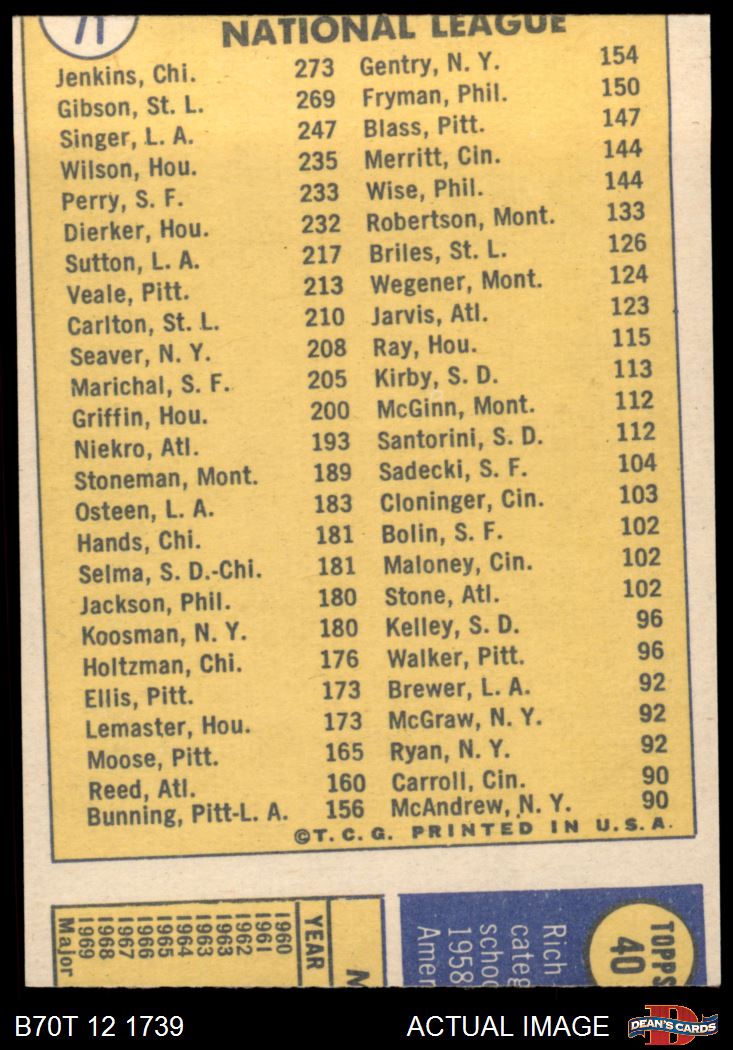 71
NATIONAL LEAGUE
Jenkins, Chi. 273 Gentry, N. Y. 154
Gibson, St. L. 269 Fryman, Phil. 150
Singer, L. A. 247 Blass, Pitt. 147
Wilson, Hou. 235 Merritt, Cin. 144
Perry, S. F. 233 Wise, Phil. 144
Dierker, Hou. 232 Robertson, Mont. 133
Sutton, L. A. 217 Briles, St. L. 126
Veale, Pitt. 213 Wegener, Mont. 124
Carlton, St. L. 210 Jarvis, Atl. 123
Seaver, N. Y. 208 Ray, Hou. 115
Marichal, S. F. 205 Kirby, S. D. 113
Griffin, Hou. 200 McGinn, Mont. 112
Niekro, Atl. 193 Santorini, S. D. 112
Stoneman, Mont. 189 Sadecki, S. F. 104
Osteen, L. A. 183 Cloninger, Cin. 103
Hands, Chi. 181 Bolin, S. F. 102
Selma, S. D.-Chi. 181 Maloney, Cin. 102
Jackson, Phil. 180 Stone, Atl. 102
Koosman, N. Y. 180 Kelley, S. D. 96
Holtzman, Chi. 176 Walker, Pitt. 96
Ellis, Pitt. 173 Brewer, L. A. 92
Lemaster, Hou. 173 McGraw, N. Y. 92
Moose, Pitt. 165 Ryan, N. Y. 92
Reed, Atl. 160 Carroll, Cin. 90
Bunning, Pitt-L. A. 156 McAndrew, N. Y. 90
©T. C. G. PRINTED IN U. S. A.
TOPPS
40
Rich
categ
schoo
1958
Amer
M
YEAR
1960
1961
1962
1963
1963
1964
1965
1966
1967
1968
1969
Major
B70T 12 1739 ACTUAL IMAGE
D
DEAN'S CARDS